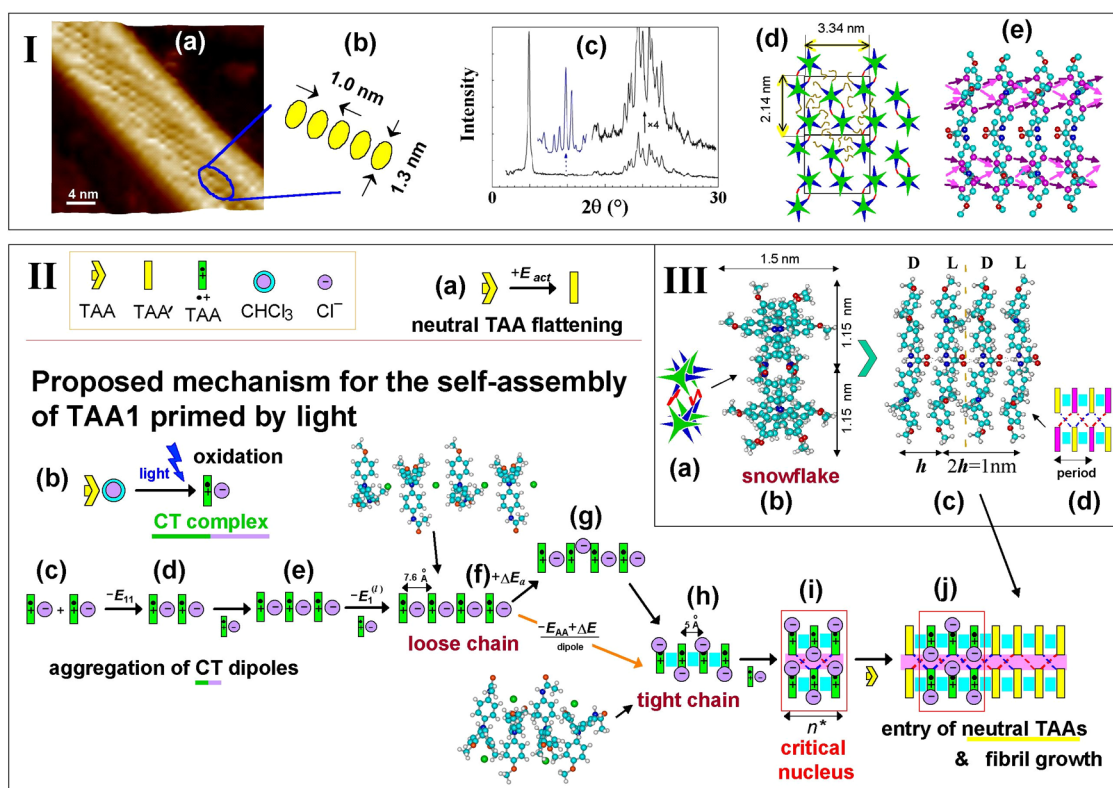 I
(a)
4 nm
(b)
1.0 nm
1.3 nm
(c)
Intensity
×4
2θ (°)
30
(d)
3.34 nm
2.14 nm
(e)
II
TAA
TAA′
•+
TAA
CHCl3
Cl−
(a)
+E act
neutral TAA flattening
Proposed mechanism for the self-assembly
of TAA1 primed by light
(b)
light
oxidation
CT complex
(c)
−E11
(d)
(e)
−E1(l)
7.6 Å
(f)
+ΔEa
loose chain
aggregation of CT dipoles
(g)
−EAA+ΔE
dipole
(h)
5 Å
tight chain
(i)
n*
critical
nucleus
(j)
entry of neutral TAAs
& fibril growth
III
1.5 nm
1.15 nm
1.15 nm
(a)
snowflake
(b)
D L D L
h
2h=1nm
(c)
period
(d)